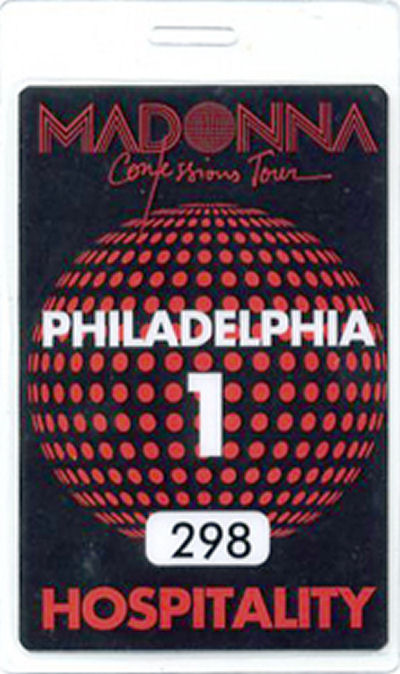 MADONNA
Confessions Tour
PHILADELPHIA
1
298
HOSPITALITY